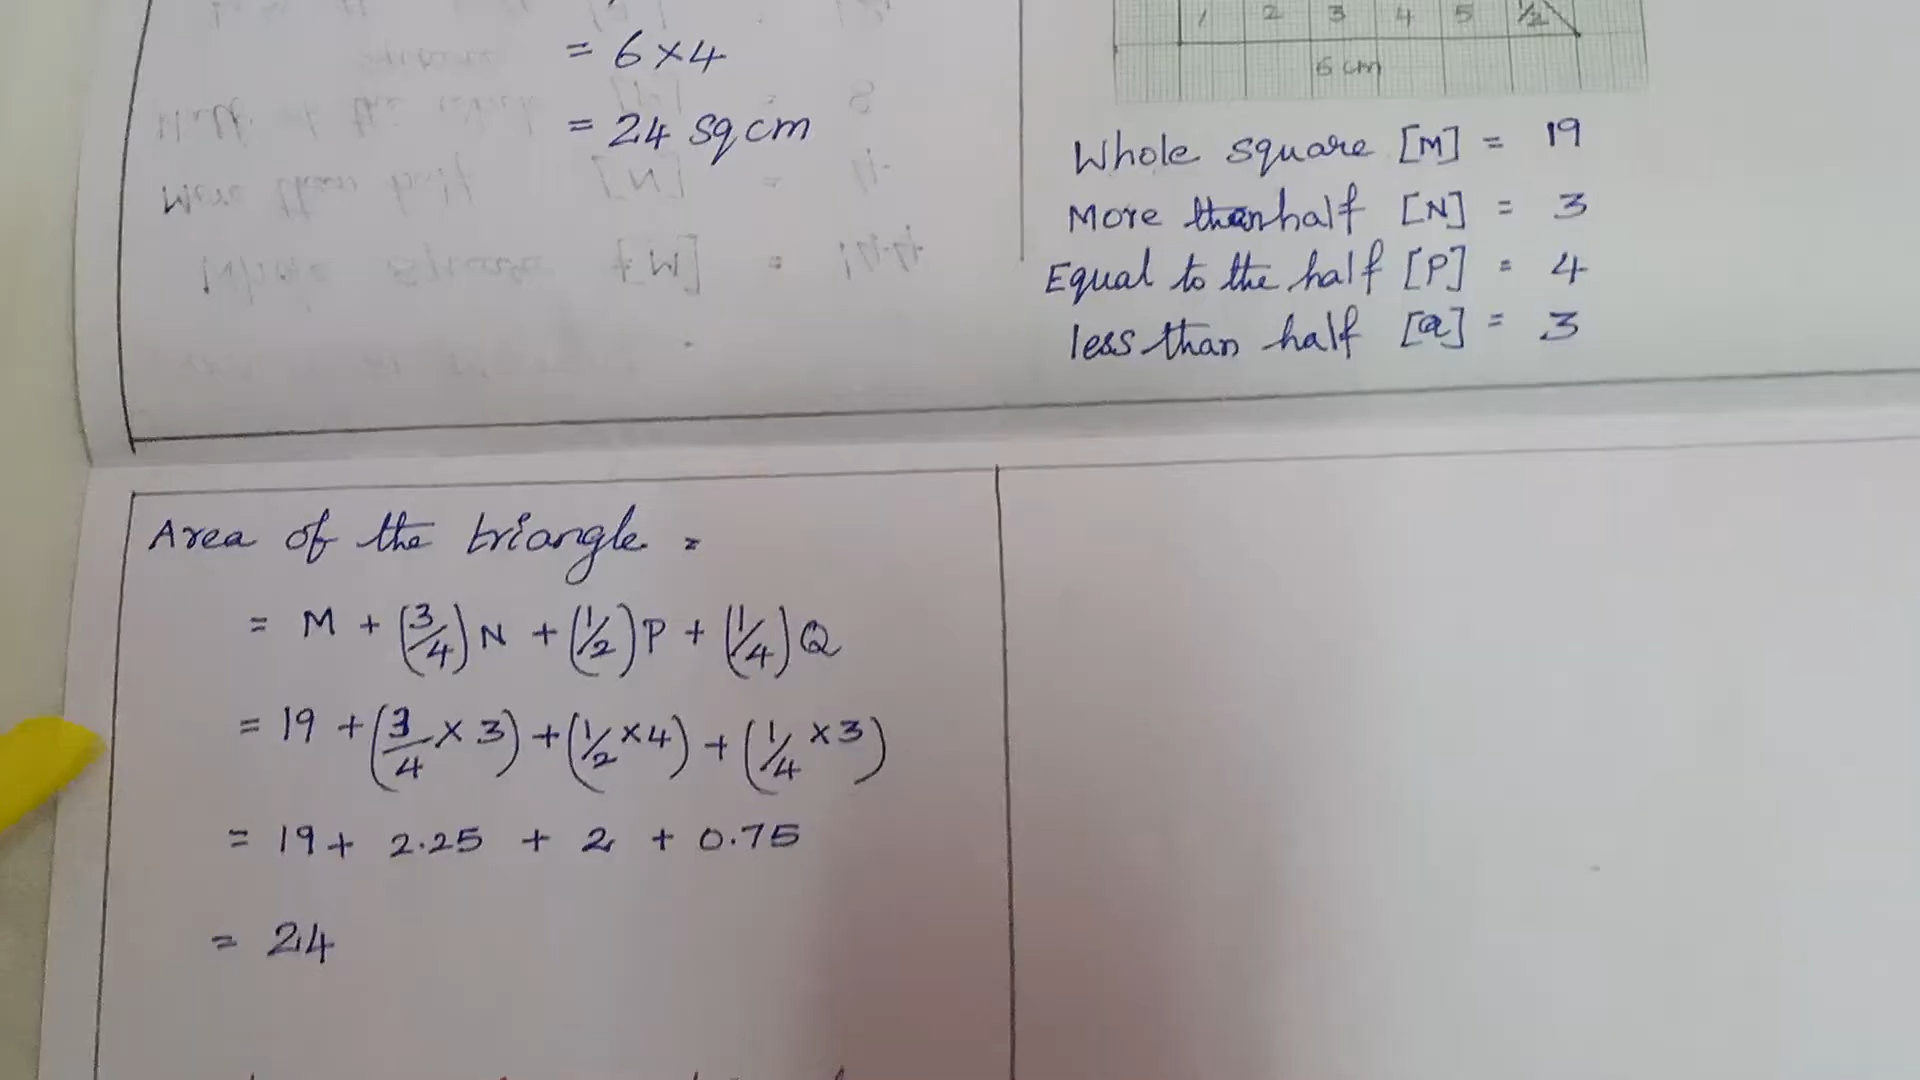 = 6 × 4
= 24 sq cm
1 2 3 4 5 1/2
6 cm
Whole square [M] = 19
More than half [N] = 3
Equal to the half [P] = 4
less than half [Q] = 3
Area of the triangle =
= M + (3/4) N + (1/2) P + (1/4) Q
= 19 + (3/4 × 3) + (1/2 × 4) + (1/4 × 3)
= 19 + 2.25 + 2 + 0.75
= 24